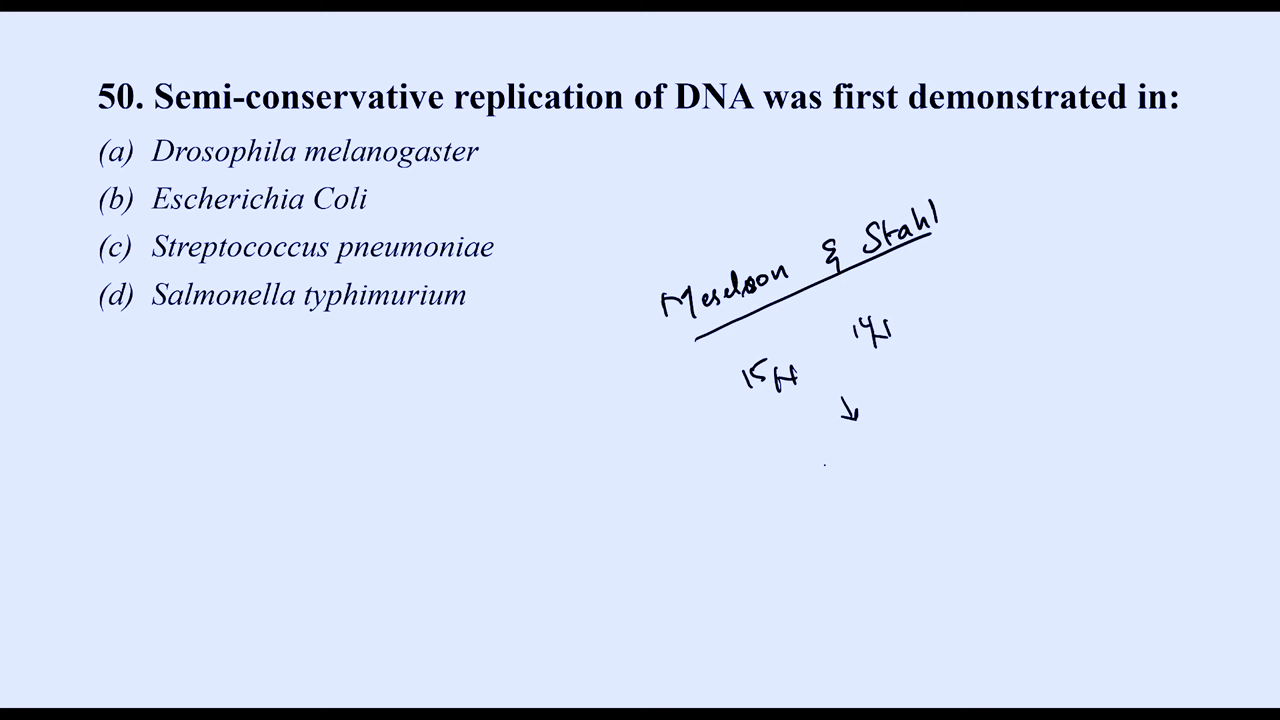 50. Semi-conservative replication of DNA was first demonstrated in:
(a) Drosophila melanogaster
(b) Escherichia Coli
(c) Streptococcus pneumoniae
(d) Salmonella typhimurium
Meselson & Stahl
14N
15N